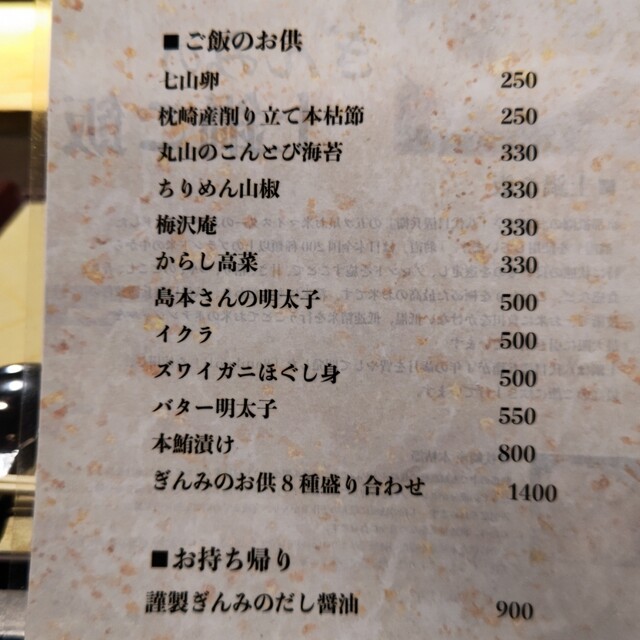 ■ご飯のお供
七山卵 250
枕崎産削り立て本枯節 250
丸山のこんとび海苔 330
ちりめん山椒 330
梅沢庵 330
からし高菜 330
島本さんの明太子 500
イクラ 500
ズワイガニほぐし身 500
バター明太子 550
本鮪漬け 800
ぎんみのお供8種盛り合わせ 1400
■お持ち帰り
謹製ぎんみのだし醤油 900